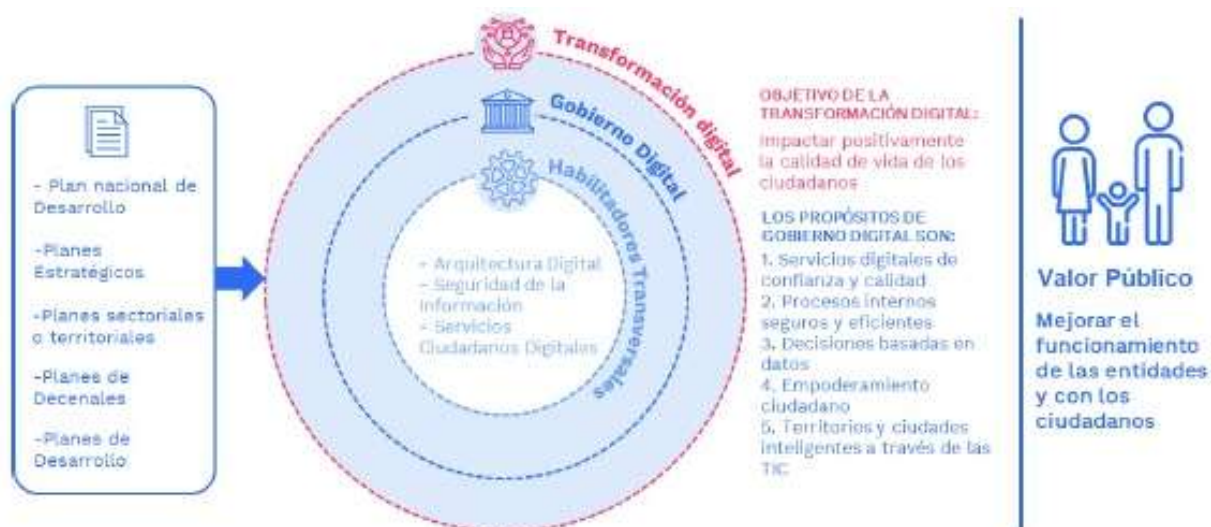 - Plan nacional de
Desarrollo
-Planes
Estratégicos
-Planes sectoriales
o territoriales
-Planes de
Decenales
-Planes de
Desarrollo
Transformación digital
Gobierno Digital
Habilitadores Transversales
- Arquitectura Digital
- Seguridad de la
Información
- Servicios
Ciudadanos Digitales
OBJETIVO DE LA
TRANSFORMACIÓN DIGITAL:
Impactar positivamente
la calidad de vida de los
ciudadanos
LOS PROPÓSITOS DE
GOBIERNO DIGITAL SON:
1. Servicios digitales de
confianza y calidad
2. Procesos internos
seguros y eficientes
3. Decisiones basadas en
datos
4. Empoderamiento
ciudadano
5. Territorios y ciudades
inteligentes a través de las
TIC
Valor Público
Mejorar el
funcionamiento
de las entidades
y con los
ciudadanos